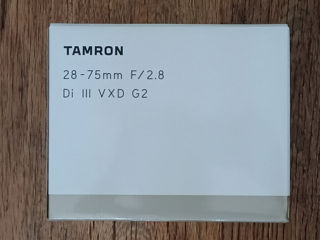 TAMRON
28-75mm F/2.8
Di III VXD G2